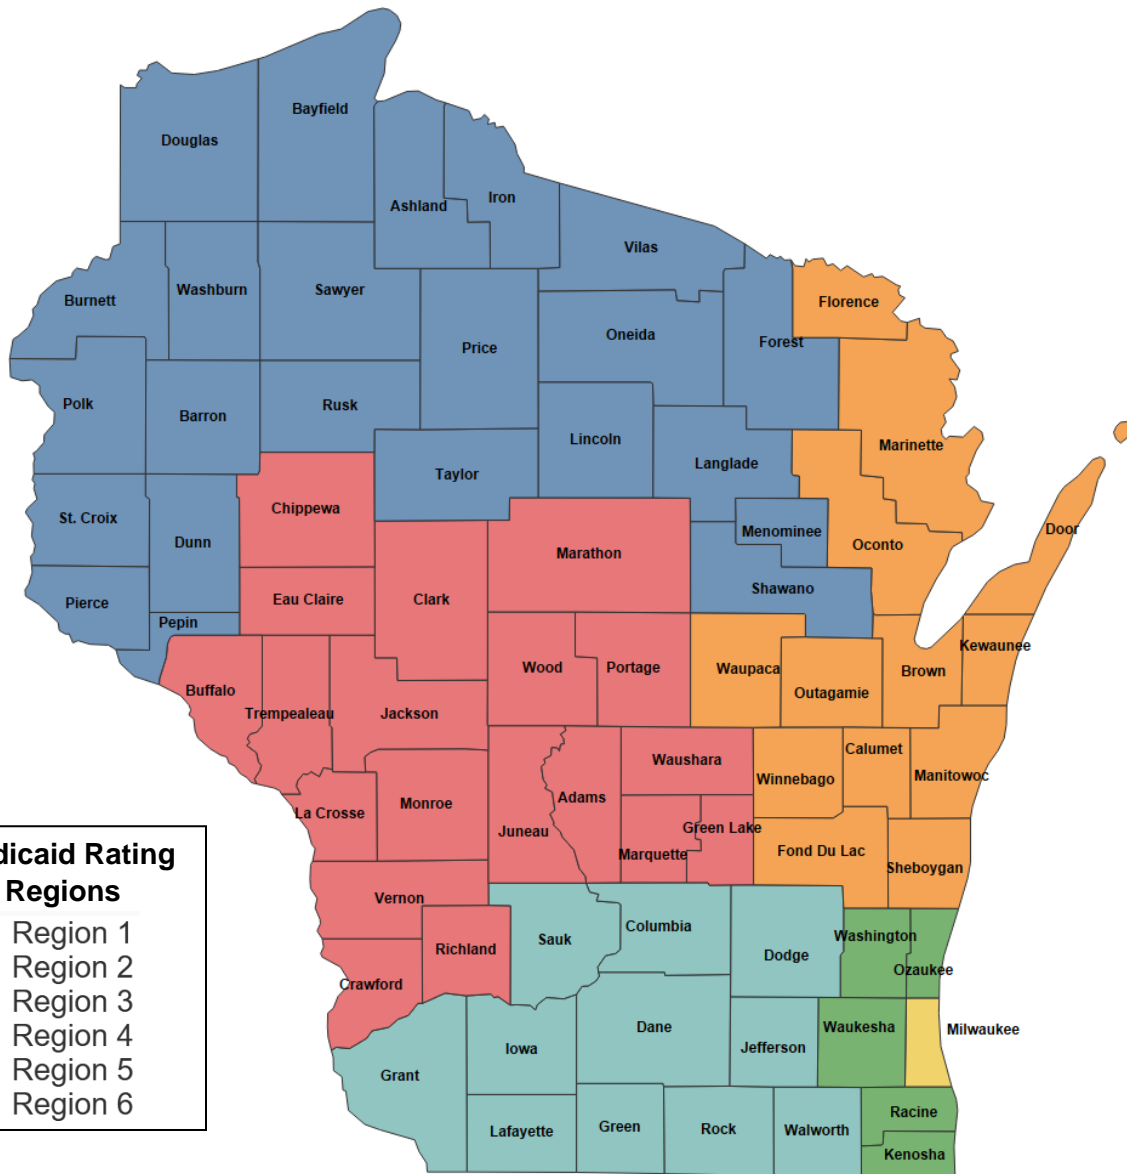 Bayfield
Douglas
Ashland
Iron
Vilas
Burnett
Washburn
Sawyer
Florence
Price
Oneida
Forest
Polk
Barron
Rusk
Lincoln
Marinette
Langlade
Taylor
Chippewa
St. Croix
Dunn
Marathon
Menominee
Oconto
Door
Pierce
Eau Claire
Clark
Shawano
Pepin
Wood
Portage
Waupaca
Outagamie
Brown
Kewaunee
Buffalo
Trempealeau
Jackson
Waushara
Winnebago
Calumet
Manitowoc
La Crosse
Monroe
Juneau
Adams
Marquette
Green Lake
Fond Du Lac
Sheboygan
Vernon
Richland
Sauk
Columbia
Dodge
Washington
Ozaukee
Crawford
Dane
Jefferson
Waukesha
Milwaukee
Grant
Iowa
Lafayette
Green
Rock
Walworth
Racine
Kenosha
dicaid Rating
Regions
Region 1
Region 2
Region 3
Region 4
Region 5
Region 6